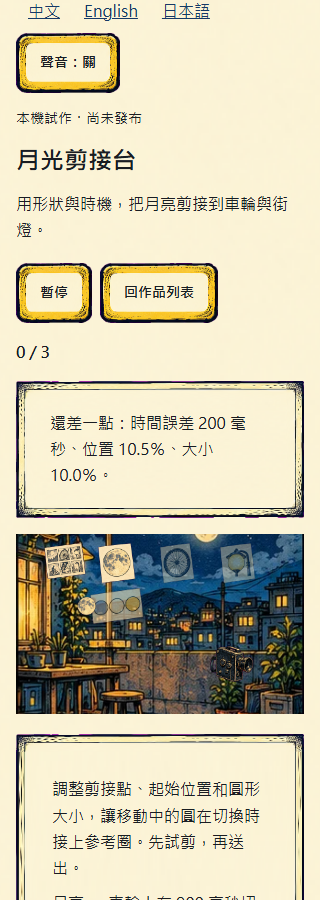 中文 English 日本語
聲音：關
本機試作・尚未發布
月光剪接台
用形狀與時機，把月亮剪接到車輪與街
燈。
暫停 回作品列表
0 / 3
還差一點：時間誤差 200 毫
秒、位置 10.5%、大小
10.0%。
調整剪接點、起始位置和圓形
大小，讓移動中的圓在切換時
接上參考圈。先試剪，再送
出。